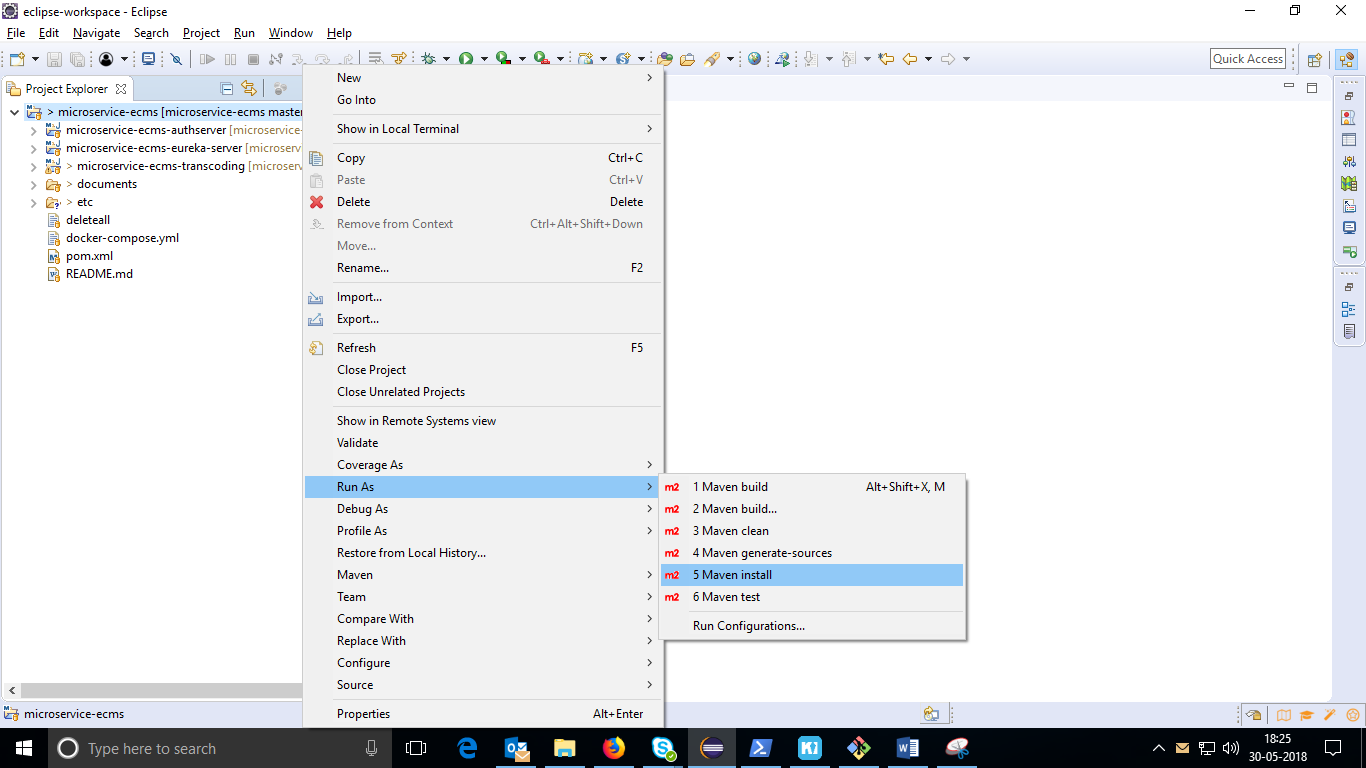 eclipse-workspace - Eclipse
File Edit Navigate Search Project Run Window Help
Quick Access
Project Explorer
> microservice-ecms [microservice-ecms master
microservice-ecms-authserver [microservice-
microservice-ecms-eureka-server [microserv
> microservice-ecms-transcoding [microserv
> documents
> etc
deleteall
docker-compose.yml
pom.xml
README.md
New
Go Into
Show in Local Terminal
Copy Ctrl+C
Paste Ctrl+V
Delete Delete
Remove from Context Ctrl+Alt+Shift+Down
Move...
Rename... F2
Import...
Export...
Refresh F5
Close Project
Close Unrelated Projects
Show in Remote Systems view
Validate
Coverage As
Run As
Debug As
Profile As
Restore from Local History...
Maven
Team
Compare With
Replace With
Configure
Source
Properties Alt+Enter
m2 1 Maven build Alt+Shift+X, M
m2 2 Maven build...
m2 3 Maven clean
m2 4 Maven generate-sources
m2 5 Maven install
m2 6 Maven test
Run Configurations...
microservice-ecms
Type here to search
18:25
30-05-2018